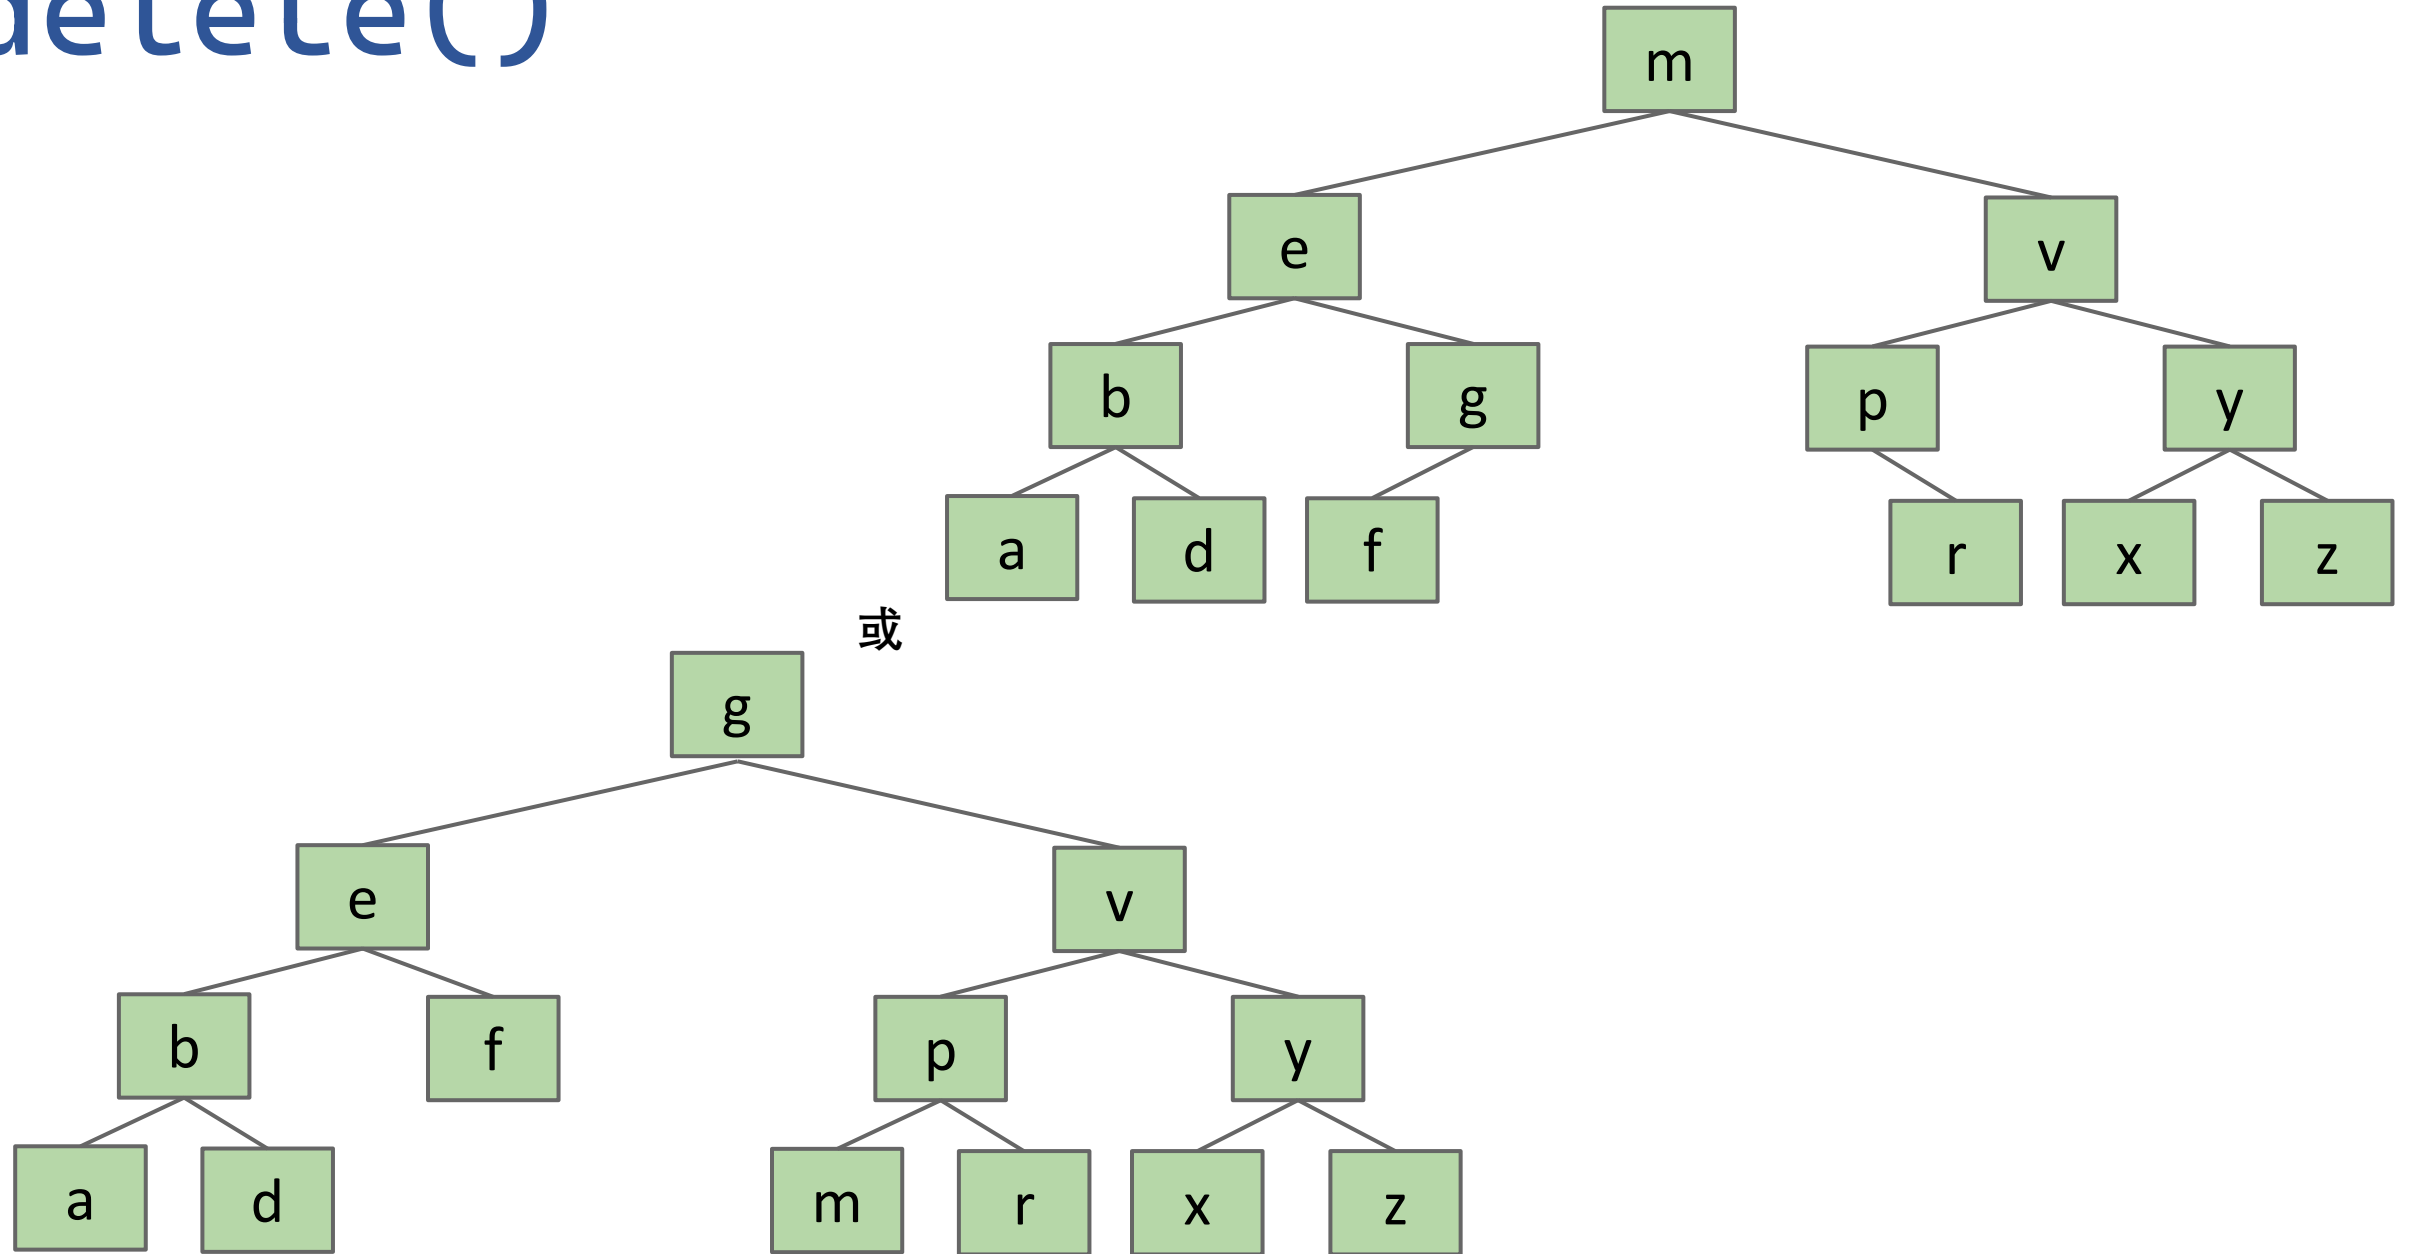 delete()
m
e v
b g p y
a d f r x z
或
g
e v
b f p y
a d m r x z